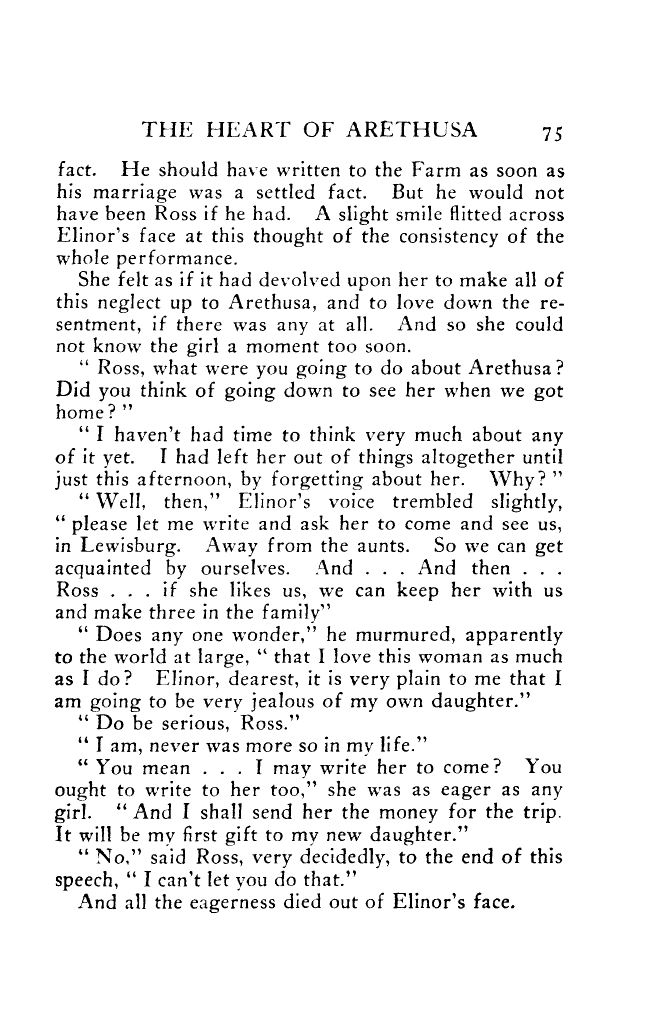 THE HEART OF ARETHUSA 75
fact. He should have written to the Farm as soon as
his marriage was a settled fact. But he would not
have been Ross if he had. A slight smile flitted across
Elinor's face at this thought of the consistency of the
whole performance.
She felt as if it had devolved upon her to make all of
this neglect up to Arethusa, and to love down the re-
sentment, if there was any at all. And so she could
not know the girl a moment too soon.
" Ross, what were you going to do about Arethusa?
Did you think of going down to see her when we got
home? "
" I haven't had time to think very much about any
of it yet. I had left her out of things altogether until
just this afternoon, by forgetting about her. Why? "
" Well, then," Elinor's voice trembled slightly,
" please let me write and ask her to come and see us,
in Lewisburg. Away from the aunts. So we can get
acquainted by ourselves. And . . . And then . . .
Ross . . . if she likes us, we can keep her with us
and make three in the family"
" Does any one wonder," he murmured, apparently
to the world at large, " that I love this woman as much
as I do? Elinor, dearest, it is very plain to me that I
am going to be very jealous of my own daughter."
" Do be serious, Ross."
" I am, never was more so in my life."
" You mean . . . I may write her to come? You
ought to write to her too," she was as eager as any
girl. " And I shall send her the money for the trip.
It will be my first gift to my new daughter."
" No," said Ross, very decidedly, to the end of this
speech, " I can't let you do that."
And all the eagerness died out of Elinor's face.